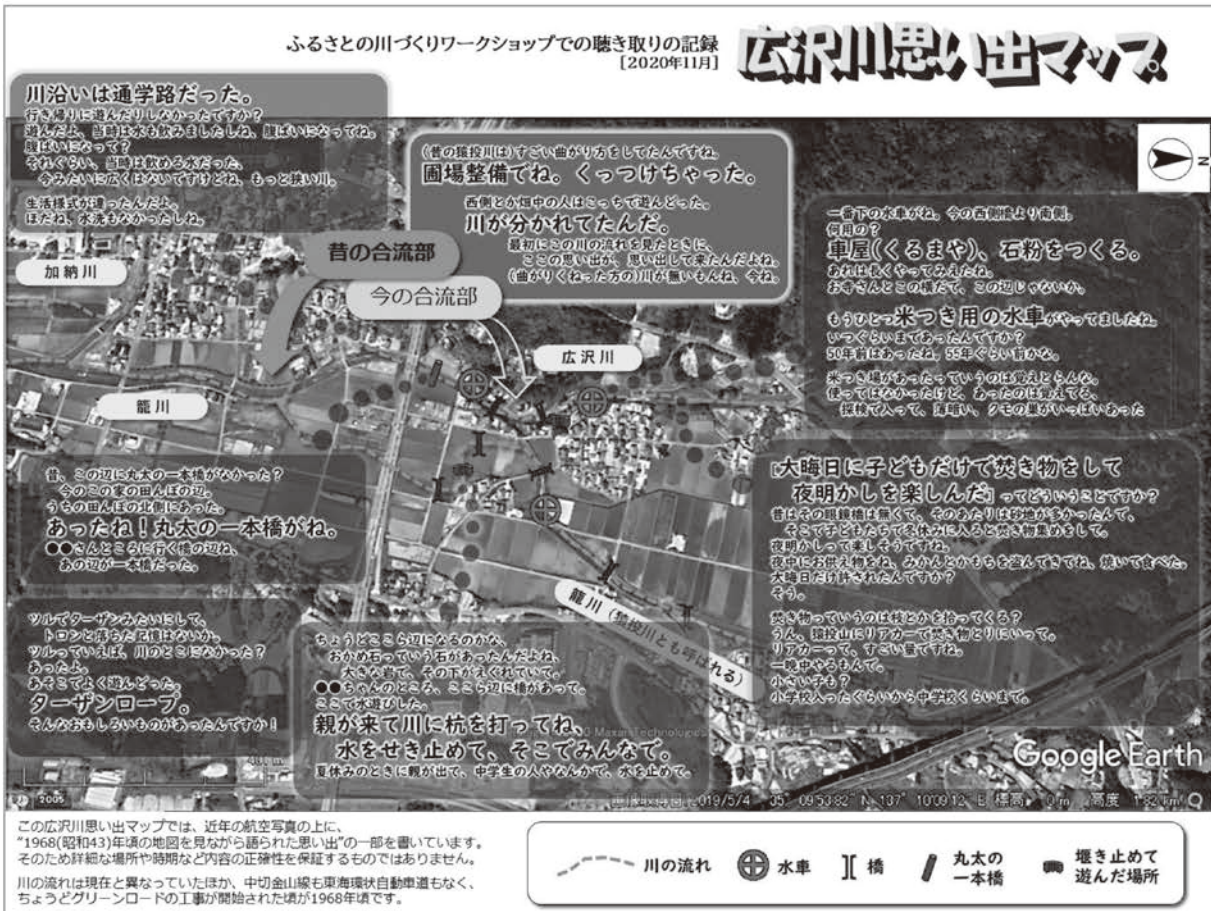 ふるさとの川づくりワークショップでの聴き取りの記録
[2020年11月]
広沢川思い出マップ
川沿いは通学路だった。
行き帰りに遊んだりしなかったですか?
遊んだよ、当時は水も飲みましたしね、腹ばいになってね。
腹ばいになって?
それぐらい、当時は飲める水だった、
今みたいに広くはないですけどね、もっと狭い川。
生活様式が違ったんだよ。
ほだね、水洗もなかったしね。
(昔の猿投川は)すごい曲がり方をしてたんですね。
圃場整備でね。くっつけちゃった。
西側とか畑中の人はこっちで遊んどった。
川が分かれてたんだ。
最初にこの川の流れを見たときに、
ここの思い出が、思い出して来たんだよね。
(曲がりくねった方の)川が無いもんね、今ね。
N
一番下の水車がね。今の西側橋より南側。
何用の?
車屋(くるまや)、石粉をつくる。
あれは長くやってみえたね。
お寺さんとこの横だて、この辺じゃないか。
もうひとつ米つき用の水車がやってましたね。
いつぐらいまであったんですか?
50年前はあったね。55年ぐらい前かな。
米つき場があったっていうのは覚えとらんな。
使ってはなかったけど、あったのは覚えてる、
探検で入って、薄暗い、クモの巣がいっぱいあった
加納川
昔の合流部
今の合流部
広沢川
籠川
昔、この辺に丸太の一本橋がなかった?
今のこの家の田んぼの辺。
うちの田んぼの北側にあった。
あったね!丸太の一本橋がね。
●●さんところに行く橋の辺ね、
あの辺が一本橋だった。
[大晦日に子どもだけで焚き物をして
夜明かしを楽しんだ]ってどういうことですか?
昔はその眼鏡橋は無くて、そのあたりは砂地が多かったんで、
そこで子どもたちで冬休みに入ると焚き物集めをして。
夜明かしって楽しそうですね。
夜中にお供え物をね、みかんとかもちを盗んできてね、焼いて食べた。
大晦日だけ許されたんですか?
そう。
焚き物っていうのは枝とかを拾ってくる?
うん、猿投山にリアカーで焚き物とりにいって。
リアカーって、すごい量ですね。
一晩中やるもんで。
小さい子も?
小学校入ったぐらいから中学校くらいまで。
籠川(猿投川とも呼ばれる)
ツルでターザンみたいにして、
トロンと落ちた記憶はないか。
ツルっていえば、川のとこになかった?
あったよ。
あそこでよく遊んどった。
ターザンロープ。
そんなおもしろいものがあったんですか!
ちょうどここら辺になるのかな、
おかめ石っていう石があったんだよね、
大きな岩で、その下がえぐれていて。
●●ちゃんのところ、ここら辺に橋があって。
ここで水遊びした。
親が来て川に杭を打ってね、
水をせき止めて、そこでみんなで。
夏休みのときに親が出て、中学生の人やなんかで、水を止めて。
Maxar Technologies
Google Earth
2005
2019/5/4
標高 0 m 高度 1.82 km
この広沢川思い出マップでは、近年の航空写真の上に、
“1968(昭和43)年頃の地図を見ながら語られた思い出”の一部を書いています。
そのため詳細な場所や時期など内容の正確性を保証するものではありません。
川の流れは現在と異なっていたほか、中切金山線も東海環状自動車道もなく、
ちょうどグリーンロードの工事が開始された頃が1968年頃です。
川の流れ
水車
橋
丸太の
一本橋
堰き止めて
遊んだ場所